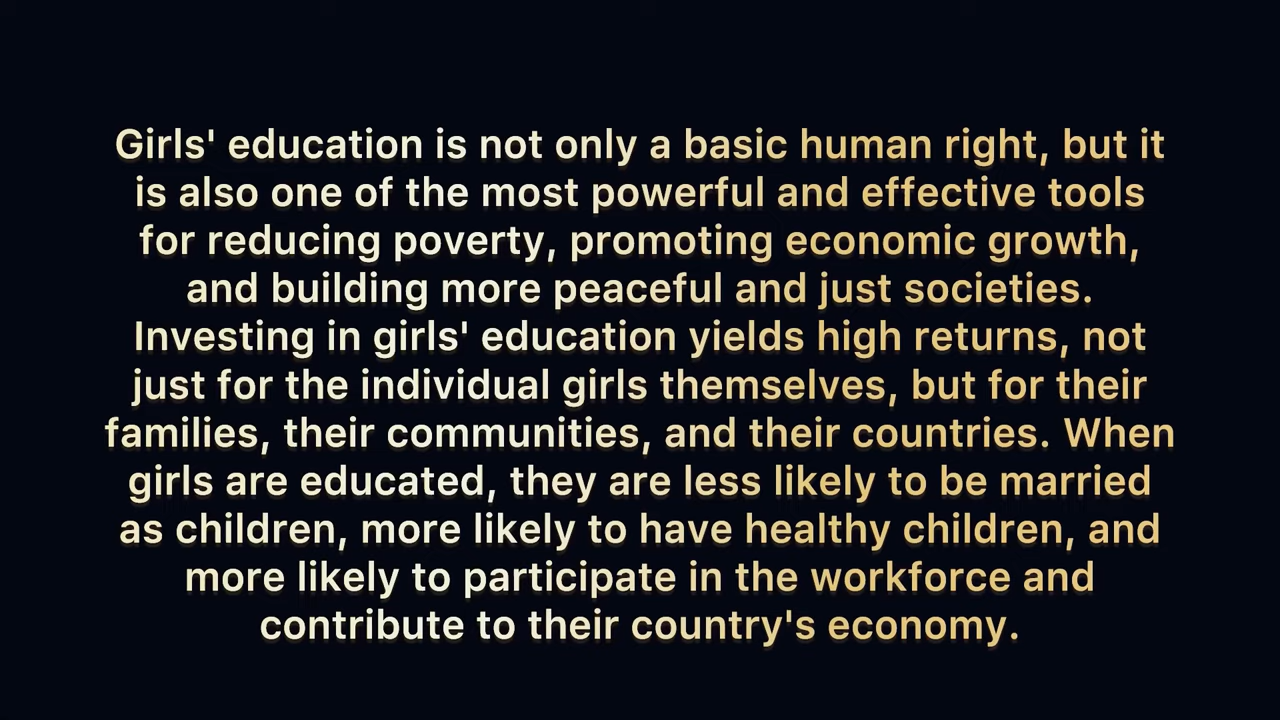 Girls' education is not only a basic human right, but it
is also one of the most powerful and effective tools
for reducing poverty, promoting economic growth,
and building more peaceful and just societies.
Investing in girls' education yields high returns, not
just for the individual girls themselves, but for their
families, their communities, and their countries. When
girls are educated, they are less likely to be married
as children, more likely to have healthy children, and
more likely to participate in the workforce and
contribute to their country's economy.